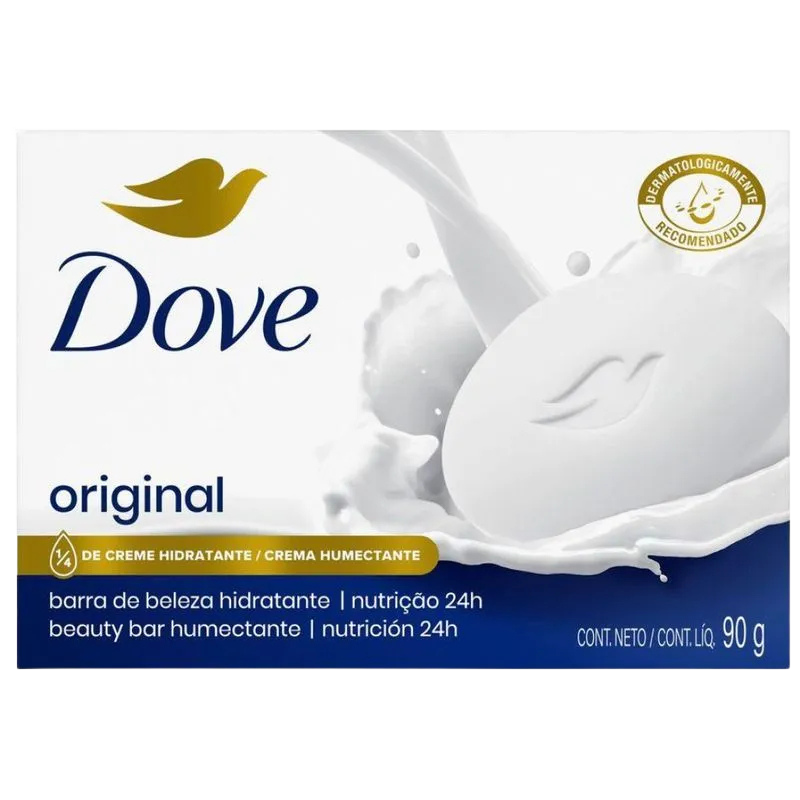 Dove
DERMATOLOGICAMENTE
RECOMENDADO
original
1/4 DE CREME HIDRATANTE / CREMA HUMECTANTE
barra de beleza hidratante | nutrição 24h
beauty bar humectante | nutrición 24h
CONT. NETO / CONT. LÍQ. 90 g